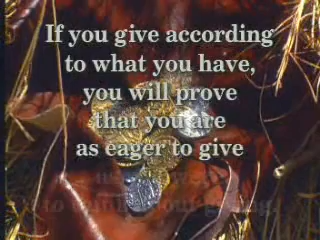 If you give according
to what you have,
you will prove
that you are
as eager to give